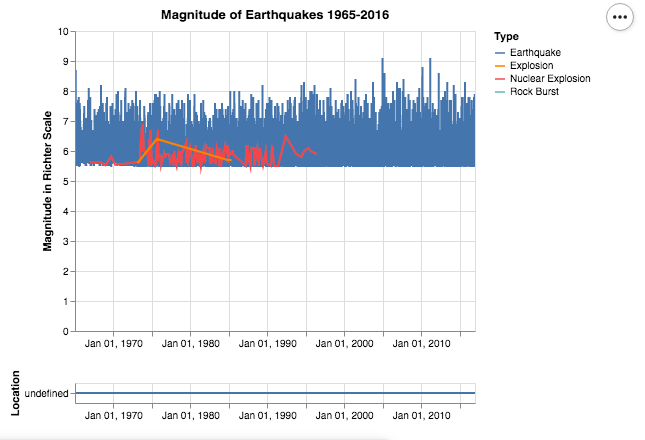 Magnitude of Earthquakes 1965-2016
Type
Earthquake
Explosion
Nuclear Explosion
Rock Burst
Magnitude in Richter Scale
10
9
8
7
6
5
4
3
2
1
0
Jan 01, 1970 Jan 01, 1980 Jan 01, 1990 Jan 01, 2000 Jan 01, 2010
Location
undefined
Jan 01, 1970 Jan 01, 1980 Jan 01, 1990 Jan 01, 2000 Jan 01, 2010